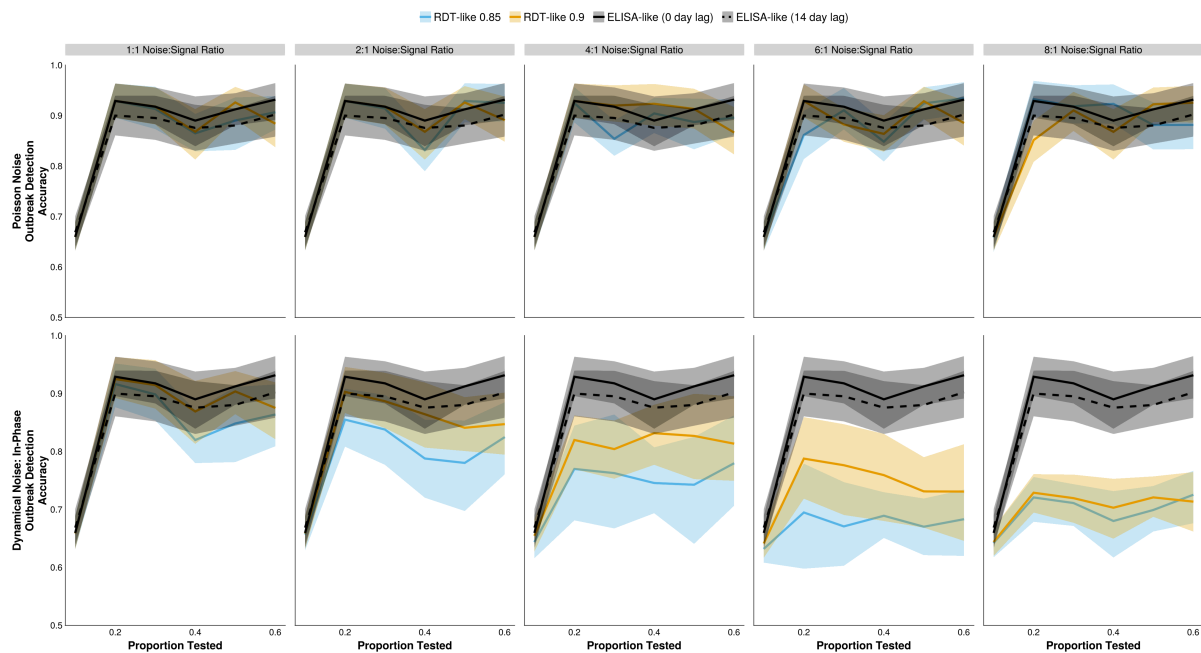 RDT-like 0.85 RDT-like 0.9 ELISA-like (0 day lag) ELISA-like (14 day lag)
1:1 Noise:Signal Ratio 2:1 Noise:Signal Ratio 4:1 Noise:Signal Ratio 6:1 Noise:Signal Ratio 8:1 Noise:Signal Ratio
Poisson Noise
Outbreak Detection
Accuracy
1.0
0.9
0.8
0.7
0.6
0.5
Dynamical Noise: In-Phase
Outbreak Detection
Accuracy
1.0
0.9
0.8
0.7
0.6
0.5
0.2 0.4 0.6 0.2 0.4 0.6 0.2 0.4 0.6 0.2 0.4 0.6 0.2 0.4 0.6
Proportion Tested Proportion Tested Proportion Tested Proportion Tested Proportion Tested